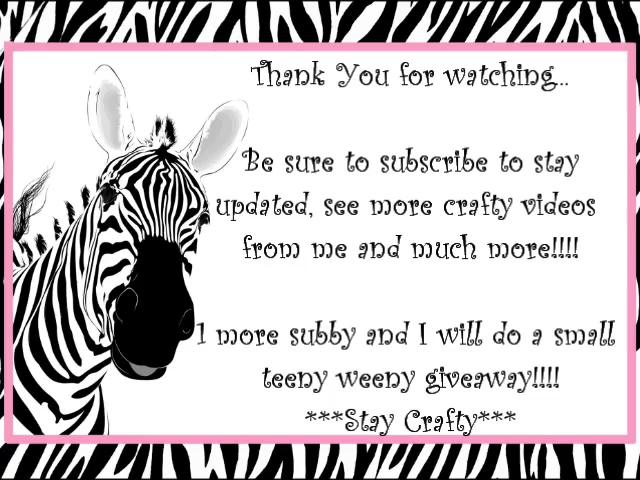 Thank You for watching...
Be sure to subscribe to stay
updated, see more crafty videos
from me and much more!!!!
1 more subby and I will do a small
teeny weeny giveaway!!!!
***Stay Crafty***